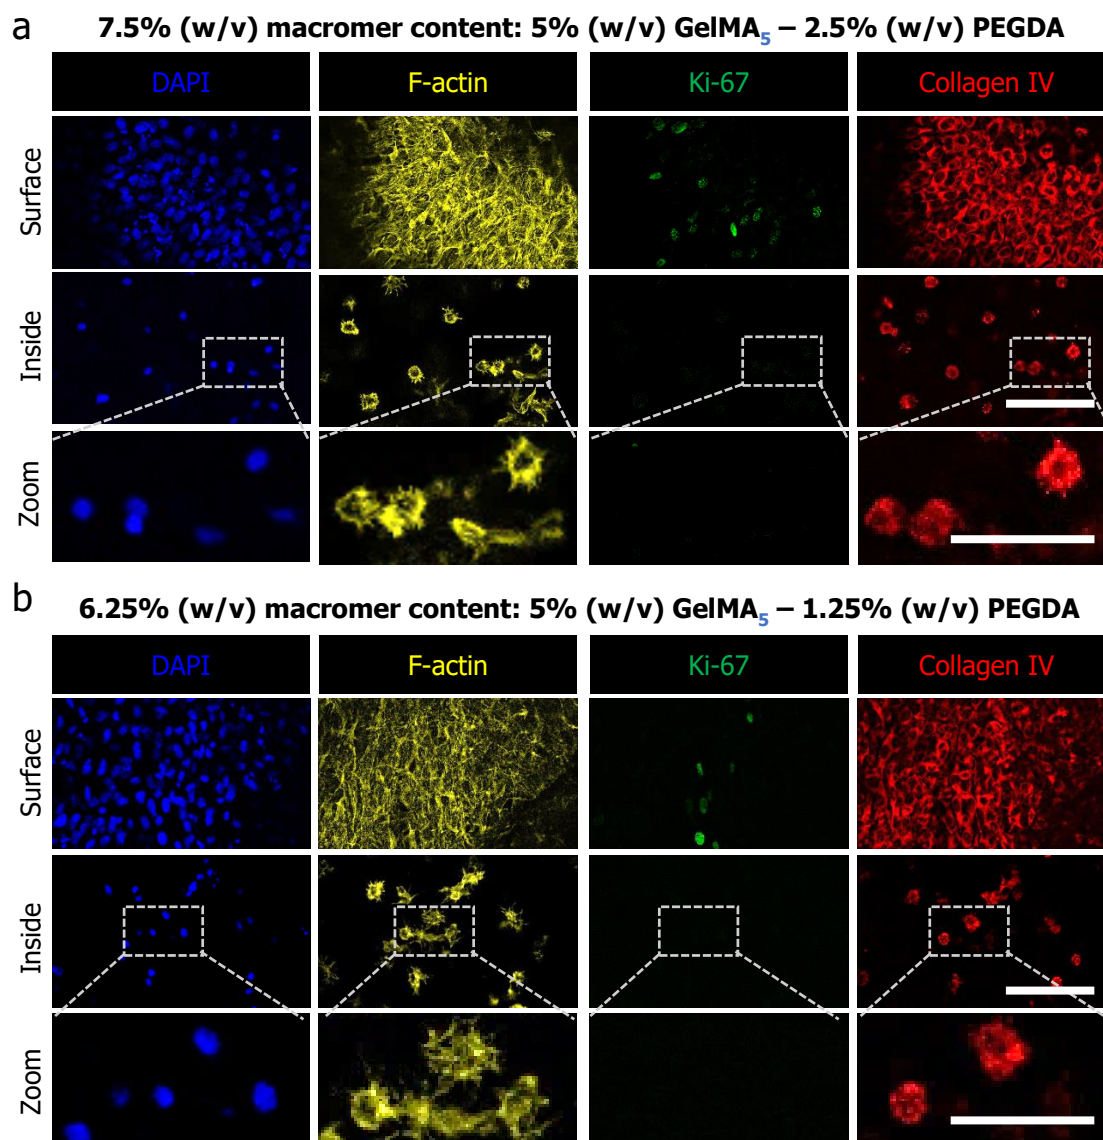 a
7.5% (w/v) macromer content: 5% (w/v) GelMA5 – 2.5% (w/v) PEGDA
DAPI
F-actin
Ki-67
Collagen IV
Surface
Inside
Zoom
b
6.25% (w/v) macromer content: 5% (w/v) GelMA5 – 1.25% (w/v) PEGDA
DAPI
F-actin
Ki-67
Collagen IV
Surface
Inside
Zoom